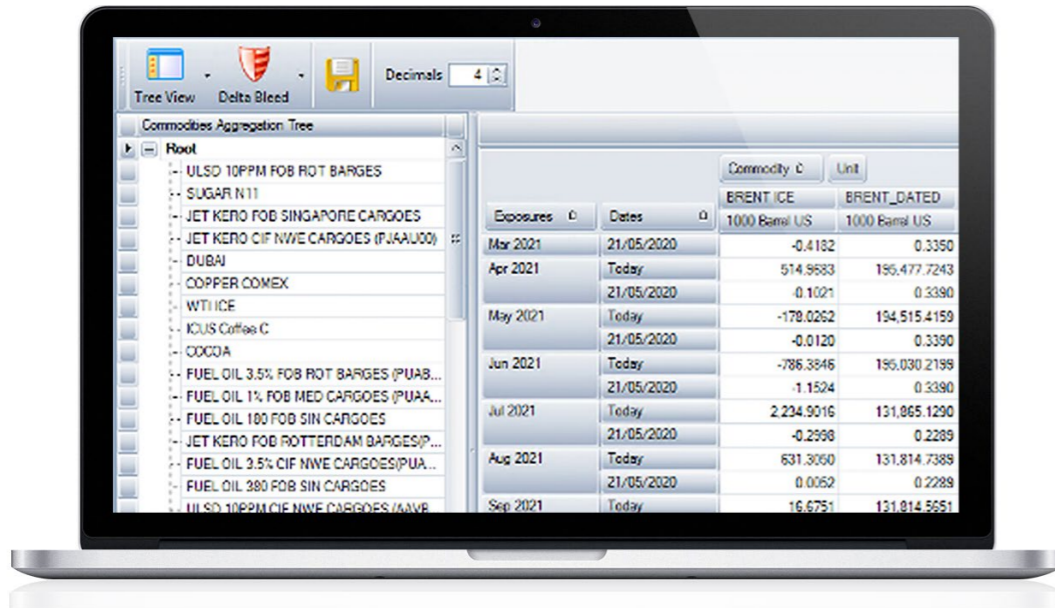 Decimals 4
Tree View Delta Bleed
Commodities Aggregation Tree
Root
ULSD 10PPM FOB ROT BARGES
SUGAR N11
JET KERO FOB SINGAPORE CARGOES
JET KERO CIF NWE CARGOES (PJAAU00)
DUBAI
COPPER COMEX
WTI ICE
ICUS Coffee C
COCOA
FUEL OIL 3.5% FOB ROT BARGES (PUAB...
FUEL OIL 1% FOB MED CARGOES (PUAA...
FUEL OIL 180 FOB SIN CARGOES
JET KERO FOB ROTTERDAM BARGES(P...
FUEL OIL 3.5% CIF NWE CARGOES(PUA...
FUEL OIL 380 FOB SIN CARGOES
ULSD 10PPM CIF NWE CARGOES (AAVB...
Commodity Unit
BRENT ICE BRENT_DATED
Exposures Dates 1000 Barrel US 1000 Barrel US
Mar 2021 21/05/2020 -0.4182 0.3350
Apr 2021 Today 514.9683 195,477.7243
21/05/2020 -0.1021 0.3390
May 2021 Today -178.0262 194,515.4159
21/05/2020 -0.0120 0.3390
Jun 2021 Today -786.3846 195,030.2199
21/05/2020 -1.1524 0.3390
Jul 2021 Today 2,234.9016 131,865.1290
21/05/2020 -0.2998 0.2289
Aug 2021 Today 631.3050 131,814.7389
21/05/2020 0.0052 0.2289
Sep 2021 Today 16.6751 131,814.5651